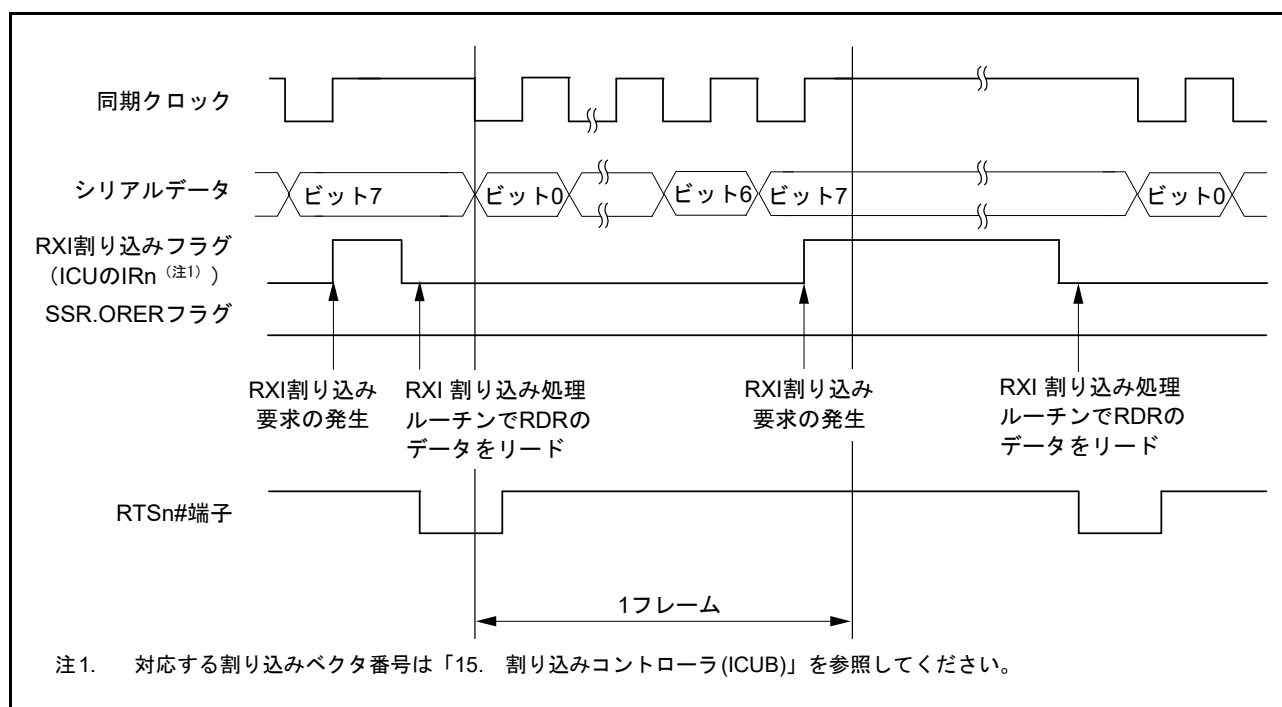 同期クロック
シリアルデータ
ビット7
ビット0
ビット6
ビット7
ビット0
RXI割り込みフラグ
（ICUのIRn（注1））
SSR.ORERフラグ
RXI割り込み
要求の発生
RXI 割り込み処理
ルーチンでRDRの
データをリード
RXI割り込み
要求の発生
RXI 割り込み処理
ルーチンでRDRの
データをリード
RTSn#端子
1フレーム
注1. 対応する割り込みベクタ番号は「15. 割り込みコントローラ(ICUB)」を参照してください。